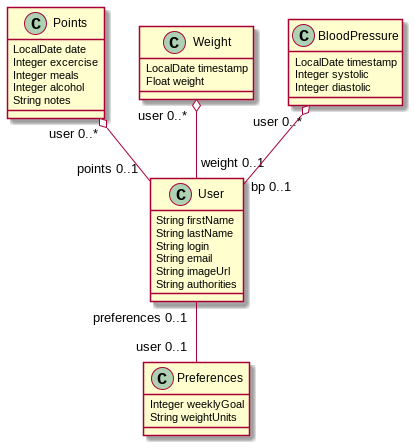 C Points
LocalDate date
Integer excercise
Integer meals
Integer alcohol
String notes
C Weight
LocalDate timestamp
Float weight
C BloodPressure
LocalDate timestamp
Integer systolic
Integer diastolic
user 0..*
user 0..*
user 0..*
points 0..1
weight 0..1
bp 0..1
C User
String firstName
String lastName
String login
String email
String imageUrl
String authorities
preferences 0..1
user 0..1
C Preferences
Integer weeklyGoal
String weightUnits